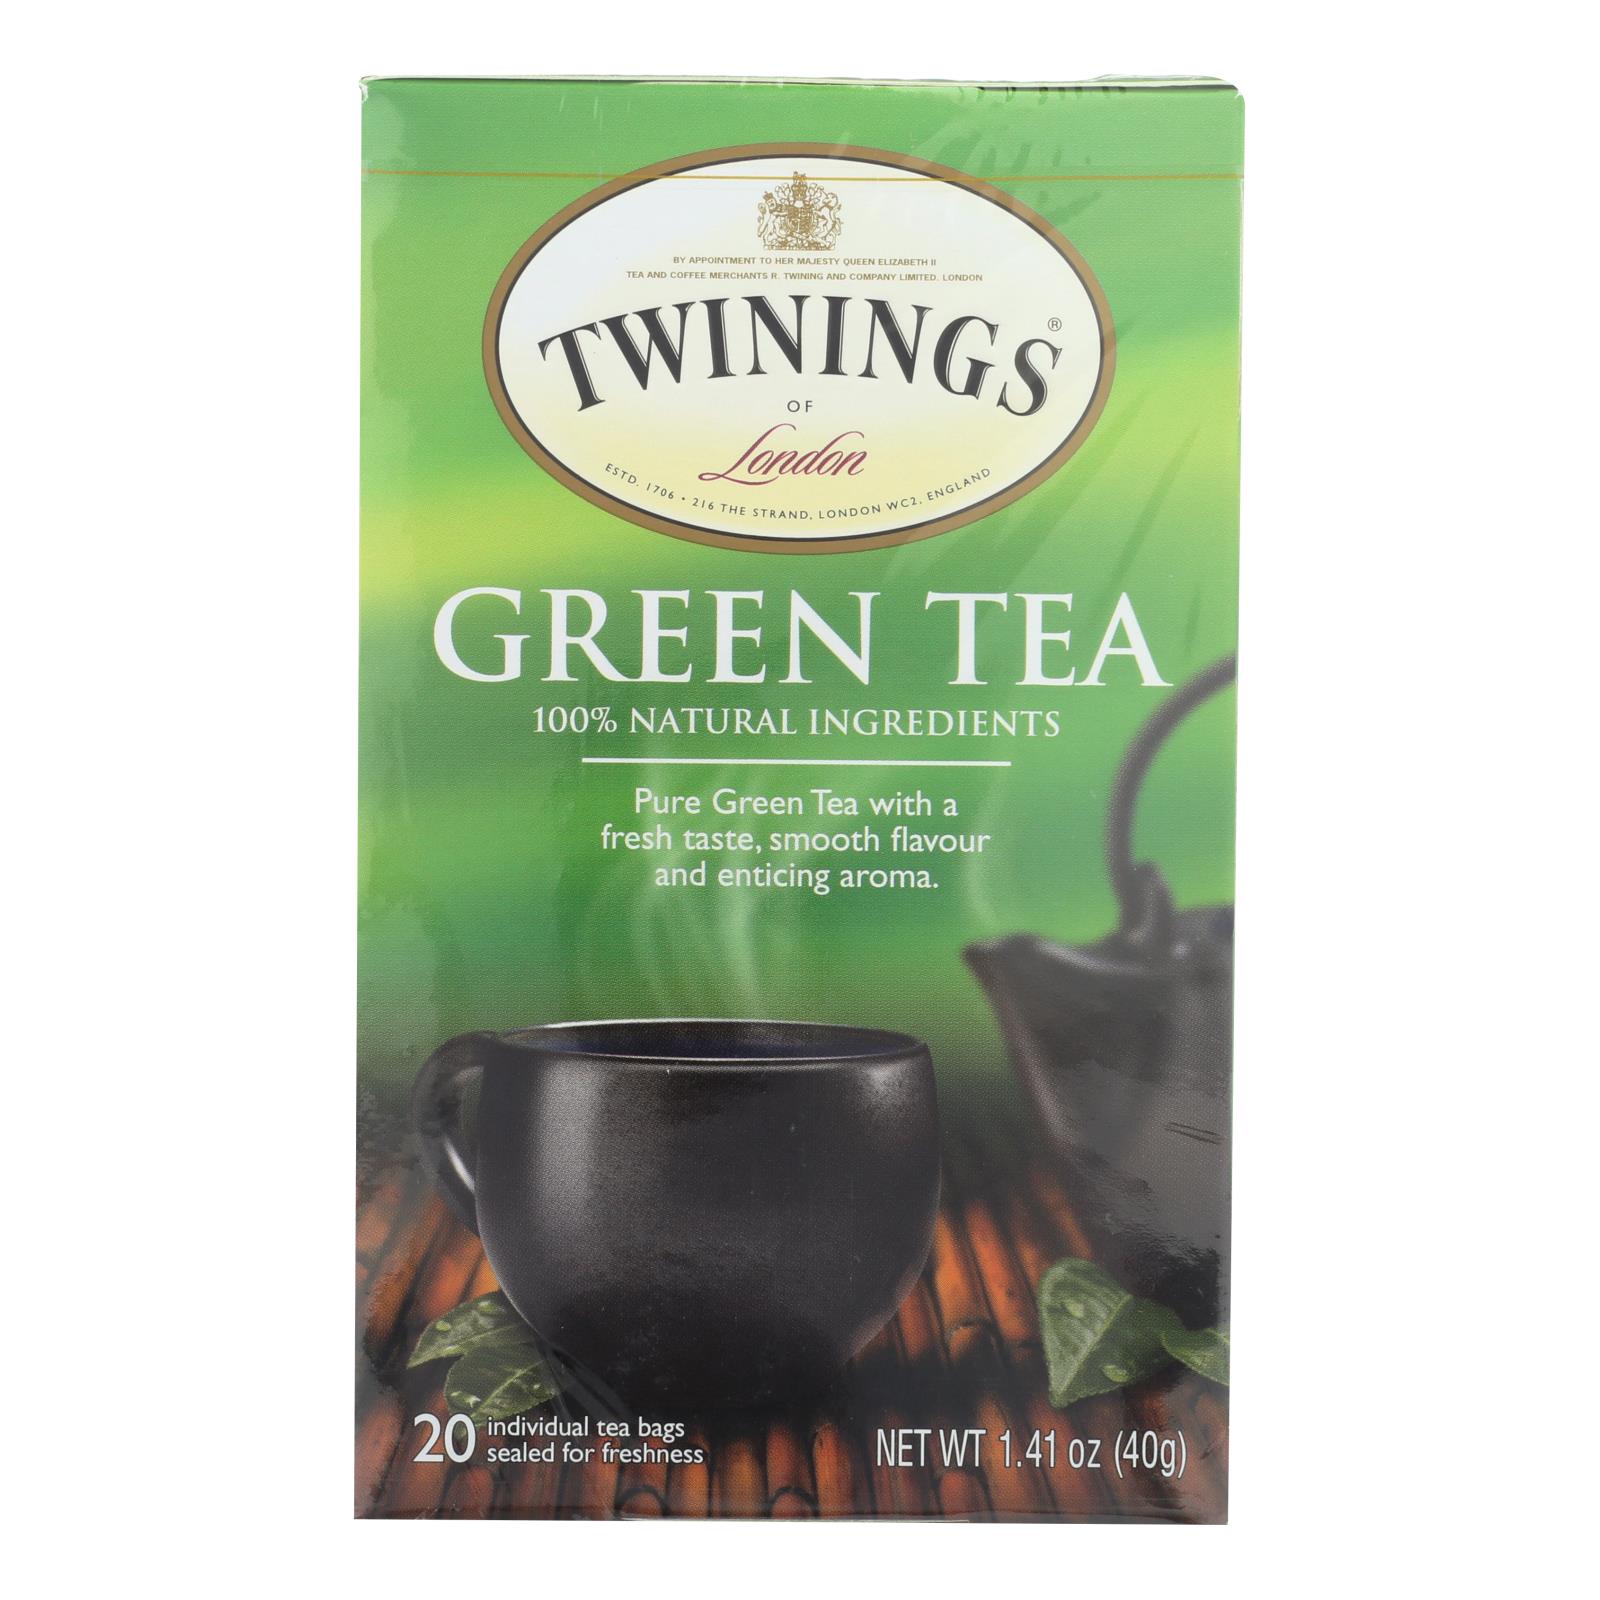 BY APPOINTMENT TO HER MAJESTY QUEEN ELIZABETH II
TEA AND COFFEE MERCHANTS R. TWINING AND COMPANY LIMITED. LONDON
TWININGS®
OF
London
ESTD. 1706 • 216 THE STRAND, LONDON WC2, ENGLAND
GREEN TEA
100% NATURAL INGREDIENTS
Pure Green Tea with a
fresh taste, smooth flavour
and enticing aroma.
20 individual tea bags
sealed for freshness
NET WT 1.41 oz (40g)